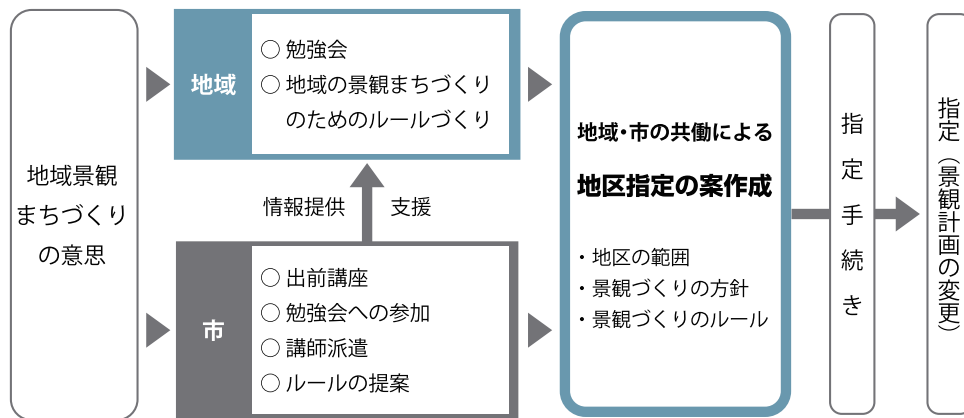 地域景観
まちづくり
の意思
地域
○ 勉強会
○ 地域の景観まちづくり
のためのルールづくり
情報提供
支援
市
○ 出前講座
○ 勉強会への参加
○ 講師派遣
○ ルールの提案
地域・市の共働による
地区指定の案作成
・地区の範囲
・景観づくりの方針
・景観づくりのルール
指定手続き
指定（景観計画の変更）